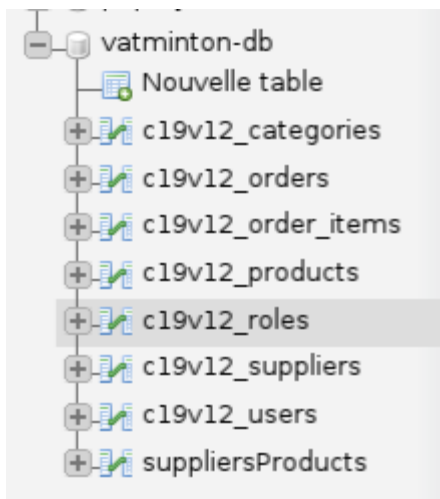 vatminton-db
Nouvelle table
c19v12_categories
c19v12_orders
c19v12_order_items
c19v12_products
c19v12_roles
c19v12_suppliers
c19v12_users
suppliersProducts